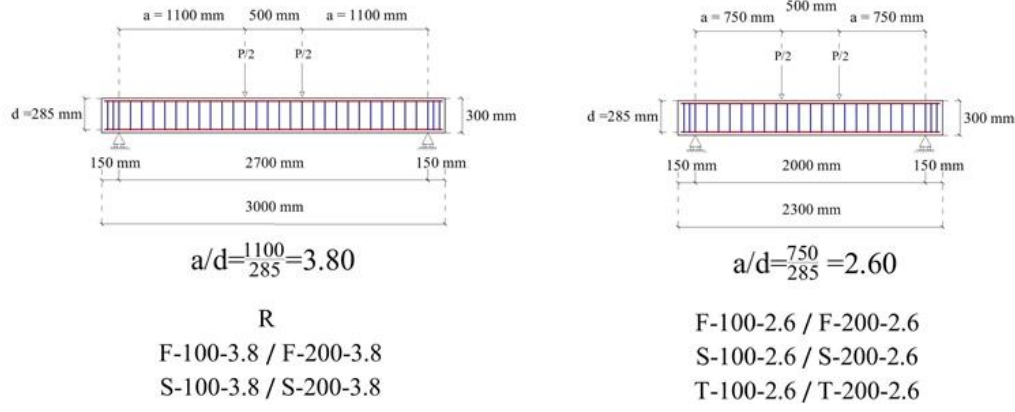 a = 1100 mm 500 mm a = 1100 mm
P/2 P/2
d =285 mm 300 mm
150 mm 2700 mm 150 mm
3000 mm
a/d=1100/285=3.80
R
F-100-3.8 / F-200-3.8
S-100-3.8 / S-200-3.8
500 mm
a = 750 mm a = 750 mm
P/2 P/2
d =285 mm 300 mm
150 mm 2000 mm 150 mm
2300 mm
a/d=750/285 =2.60
F-100-2.6 / F-200-2.6
S-100-2.6 / S-200-2.6
T-100-2.6 / T-200-2.6